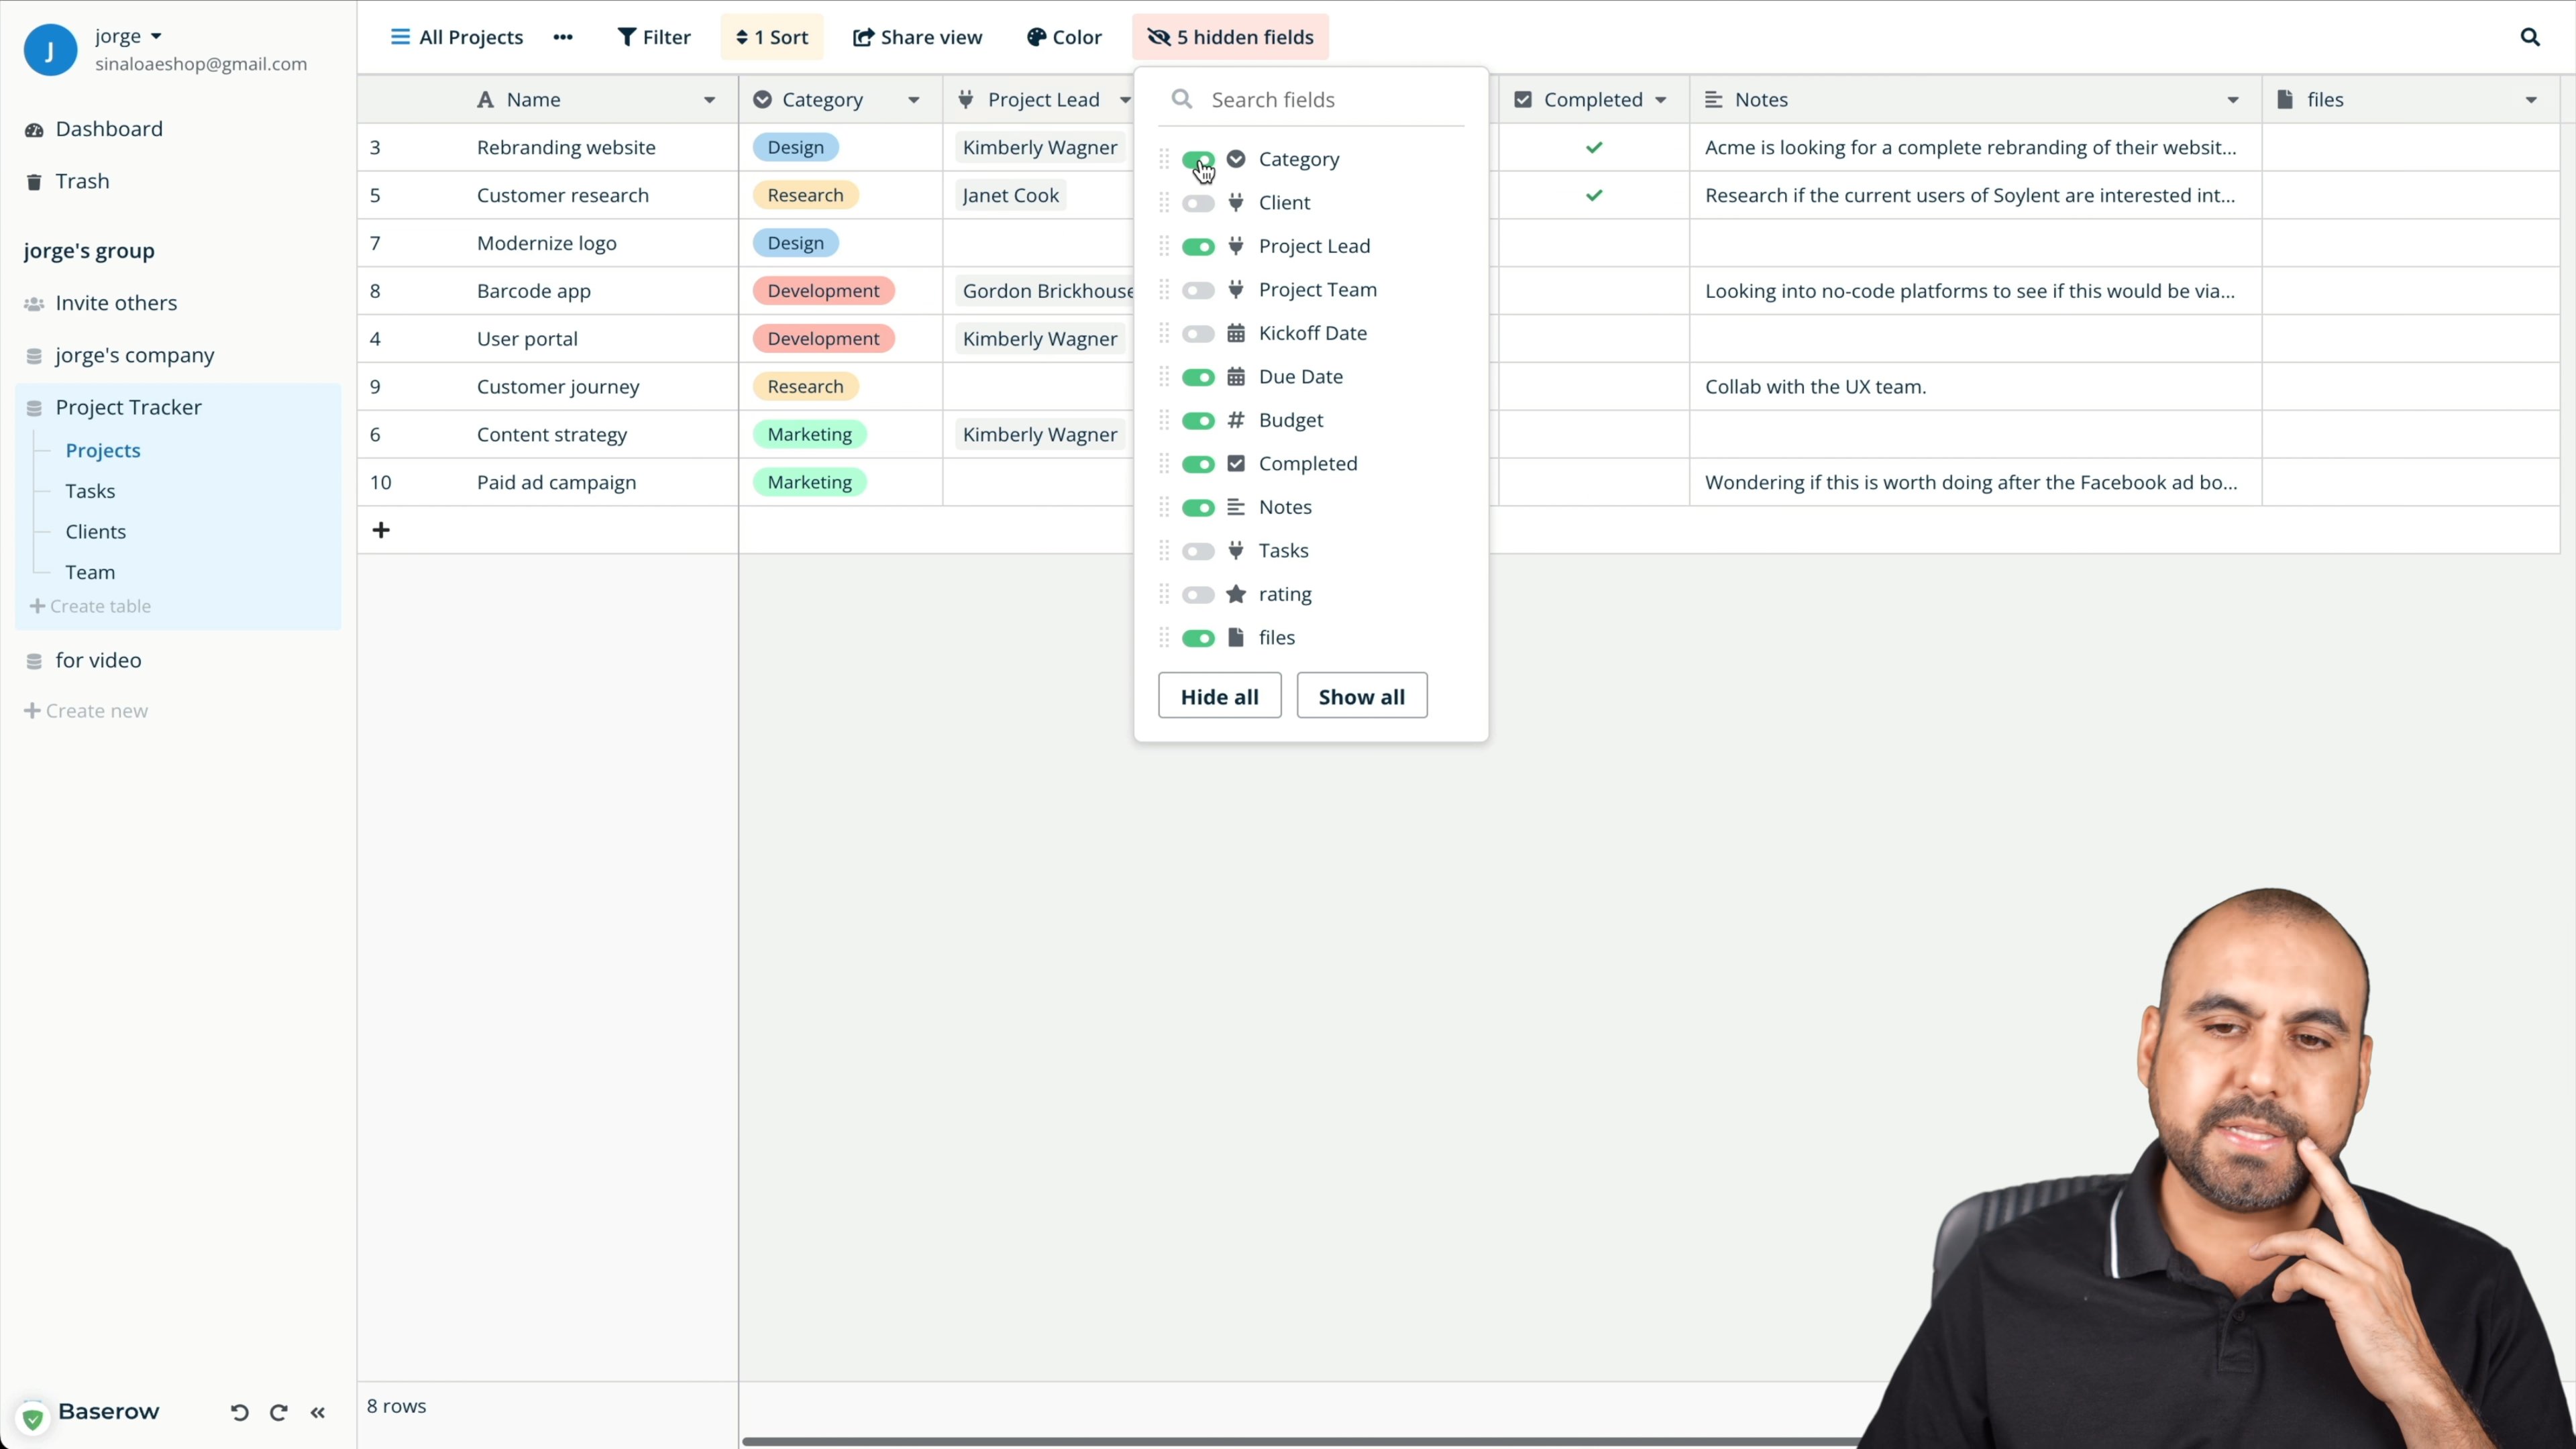 J
jorge
sinaloaeshop@gmail.com
Dashboard
Trash
jorge's group
Invite others
jorge's company
Project Tracker
Projects
Tasks
Clients
Team
+ Create table
for video
+ Create new
Baserow
All Projects
Filter
1 Sort
Share view
Color
5 hidden fields
Name Category Project Lead Completed Notes files
3 Rebranding website Design Kimberly Wagner Acme is looking for a complete rebranding of their websit...
5 Customer research Research Janet Cook Research if the current users of Soylent are interested int...
7 Modernize logo Design
8 Barcode app Development Gordon Brickhouse Looking into no-code platforms to see if this would be via...
4 User portal Development Kimberly Wagner
9 Customer journey Research Collab with the UX team.
6 Content strategy Marketing Kimberly Wagner
10 Paid ad campaign Marketing Wondering if this is worth doing after the Facebook ad bo...
+
8 rows
Search fields
Category
Client
Project Lead
Project Team
Kickoff Date
Due Date
# Budget
Completed
Notes
Tasks
rating
files
Hide all Show all